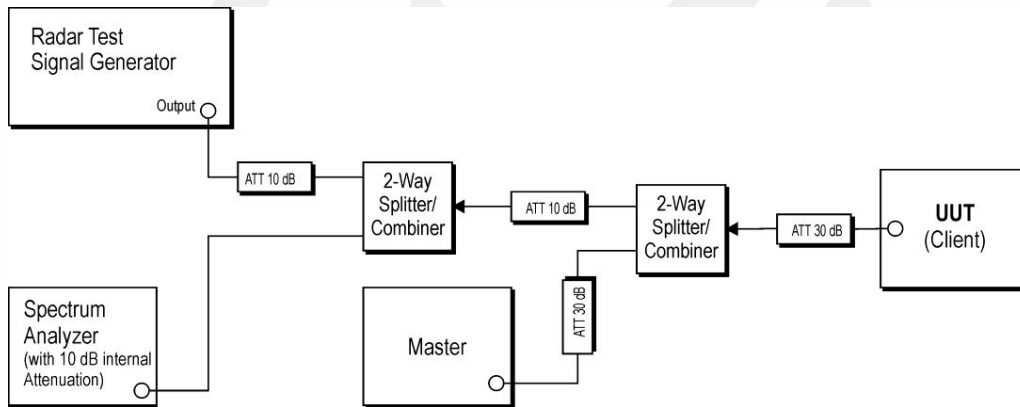 Radar Test
Signal Generator
Output
ATT 10 dB
2-Way
Splitter/
Combiner
ATT 10 dB
2-Way
Splitter/
Combiner
ATT 30 dB
UUT
(Client)
Spectrum
Analyzer
(with 10 dB internal
Attenuation)
Master
ATT 30 dB